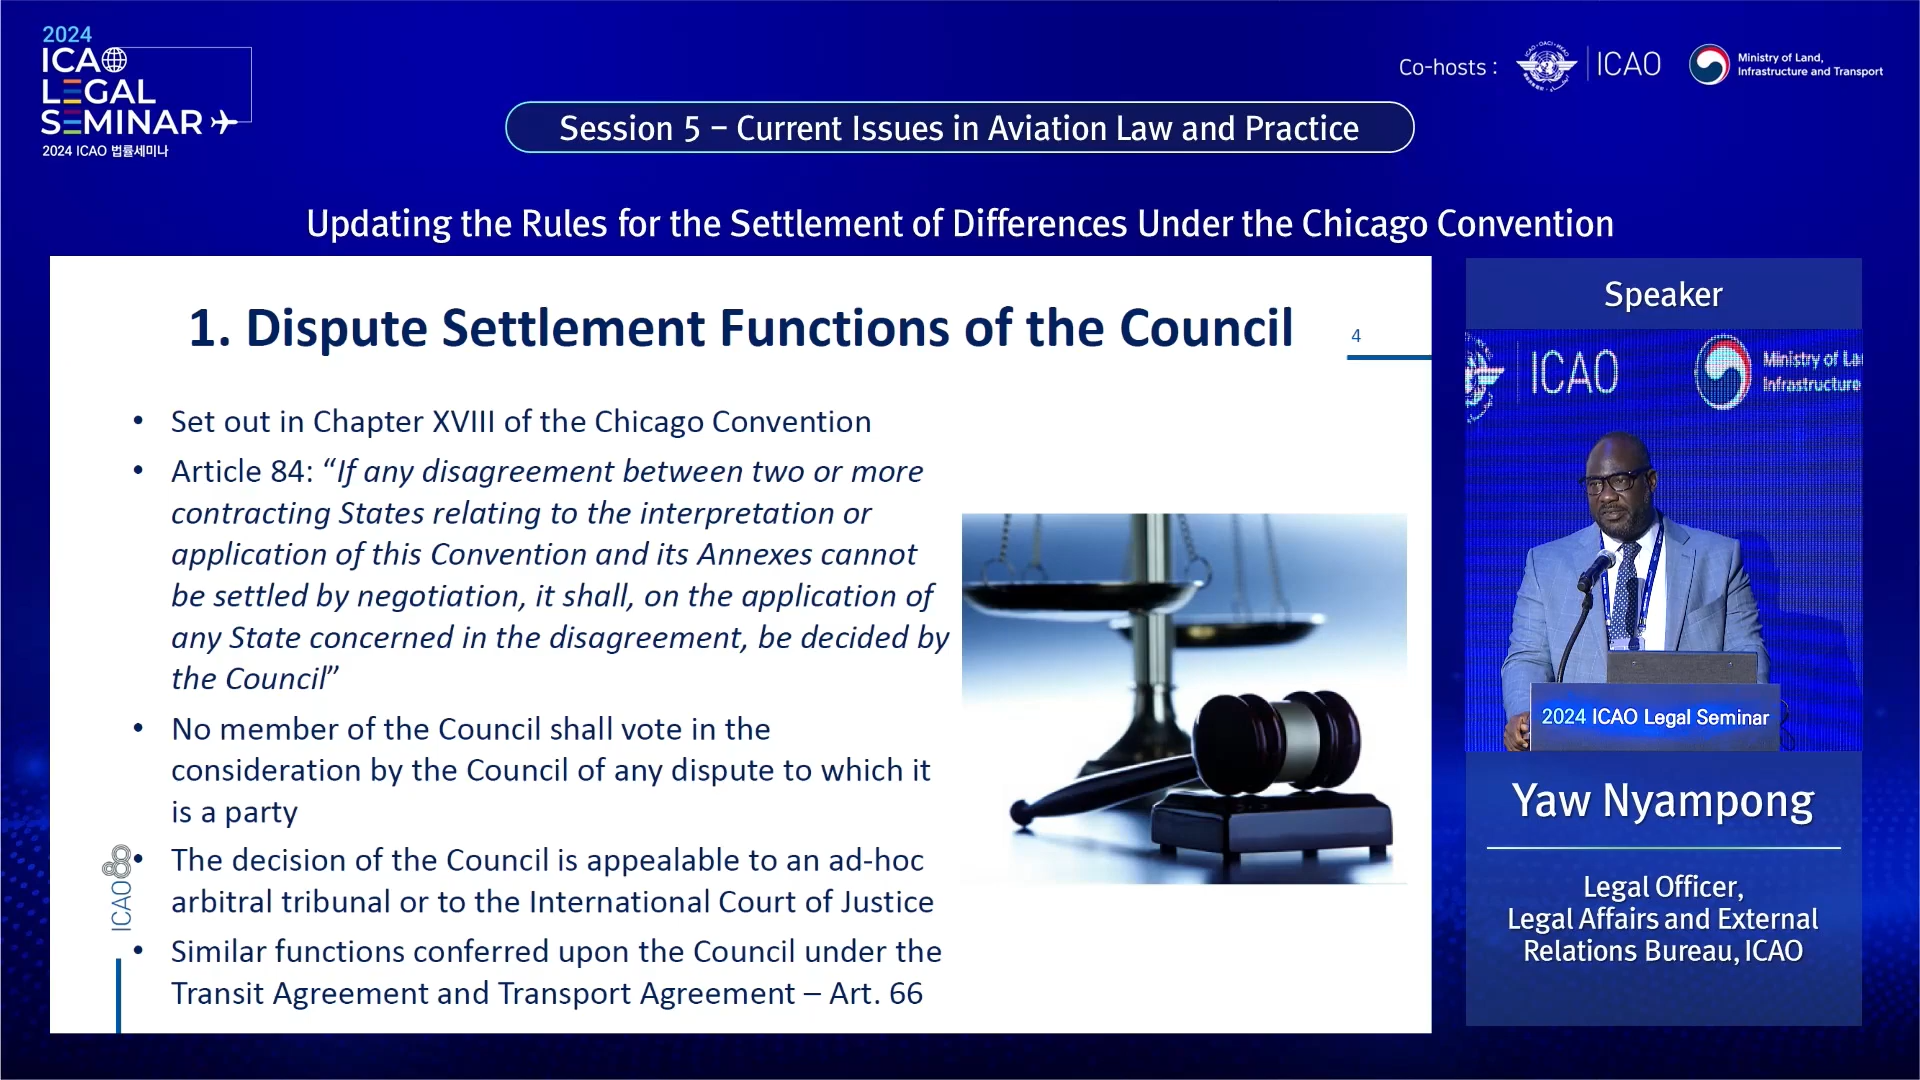 2024
ICAO
LEGAL
SEMINAR
2024 ICAO 법률세미나
Co-hosts :
ICAO
Ministry of Land,
Infrastructure and Transport
Session 5 – Current Issues in Aviation Law and Practice
Updating the Rules for the Settlement of Differences Under the Chicago Convention
1. Dispute Settlement Functions of the Council
4
• Set out in Chapter XVIII of the Chicago Convention
• Article 84: “If any disagreement between two or more
contracting States relating to the interpretation or
application of this Convention and its Annexes cannot
be settled by negotiation, it shall, on the application of
any State concerned in the disagreement, be decided by
the Council”
• No member of the Council shall vote in the
consideration by the Council of any dispute to which it
is a party
• The decision of the Council is appealable to an ad-hoc
arbitral tribunal or to the International Court of Justice
• Similar functions conferred upon the Council under the
Transit Agreement and Transport Agreement – Art. 66
ICAO80
Speaker
ICAO
Ministry of La
Infrastructure
2024 ICAO Legal Seminar
Yaw Nyampong
Legal Officer,
Legal Affairs and External
Relations Bureau, ICAO